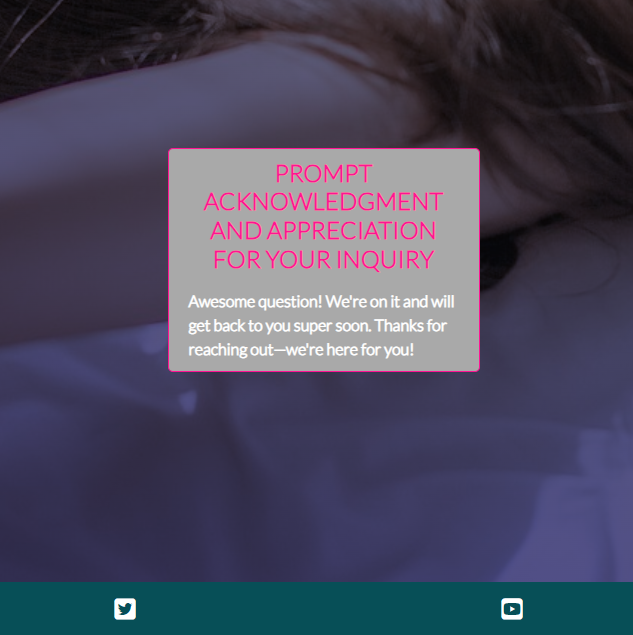 PROMPT
ACKNOWLEDGMENT
AND APPRECIATION
FOR YOUR INQUIRY
Awesome question! We're on it and will
get back to you super soon. Thanks for
reaching out—we're here for you!